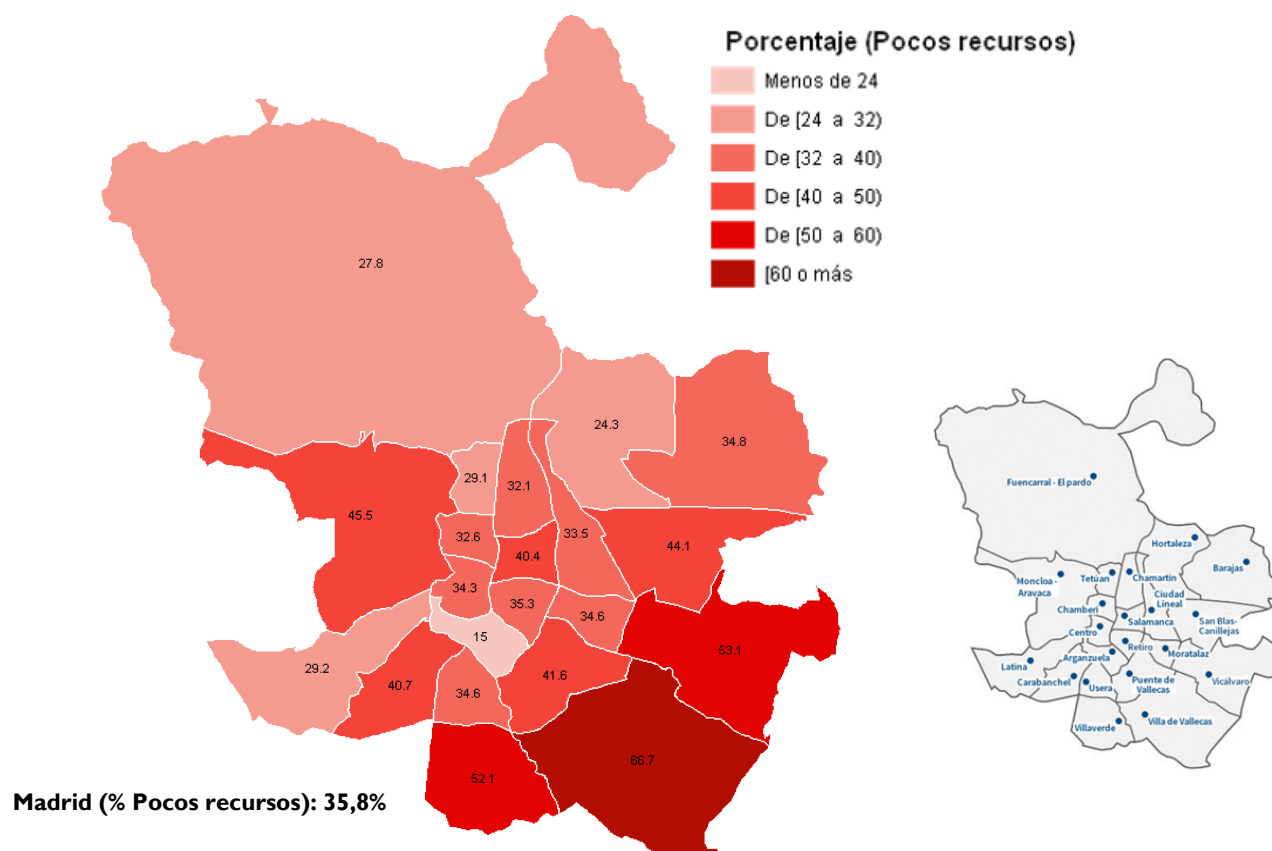 Porcentaje (Pocos recursos)
Menos de 24
De [24 a 32)
De [32 a 40)
De [40 a 50)
De [50 a 60)
[60 o más
27.8
24.3
34.8
29.1
32.1
45.5
32.6
33.5
40.4
44.1
34.3
35.3
34.6
15
53.1
29.2
40.7
34.6
41.6
66.7
52.1
Madrid (% Pocos recursos): 35,8%
Fuencarral - El pardo
Hortaleza
Barajas
Moncloa -
Aravaca
Tetúan
Chamartín
Ciudad
Lineal
Chamberí
Salamanca
San Blas-
Canillejas
Centro
Retiro
Moratalaz
Arganzuela
Latina
Carabanchel
Usera
Puente de
Vallecas
Vicálvaro
Villaverde
Villa de Vallecas